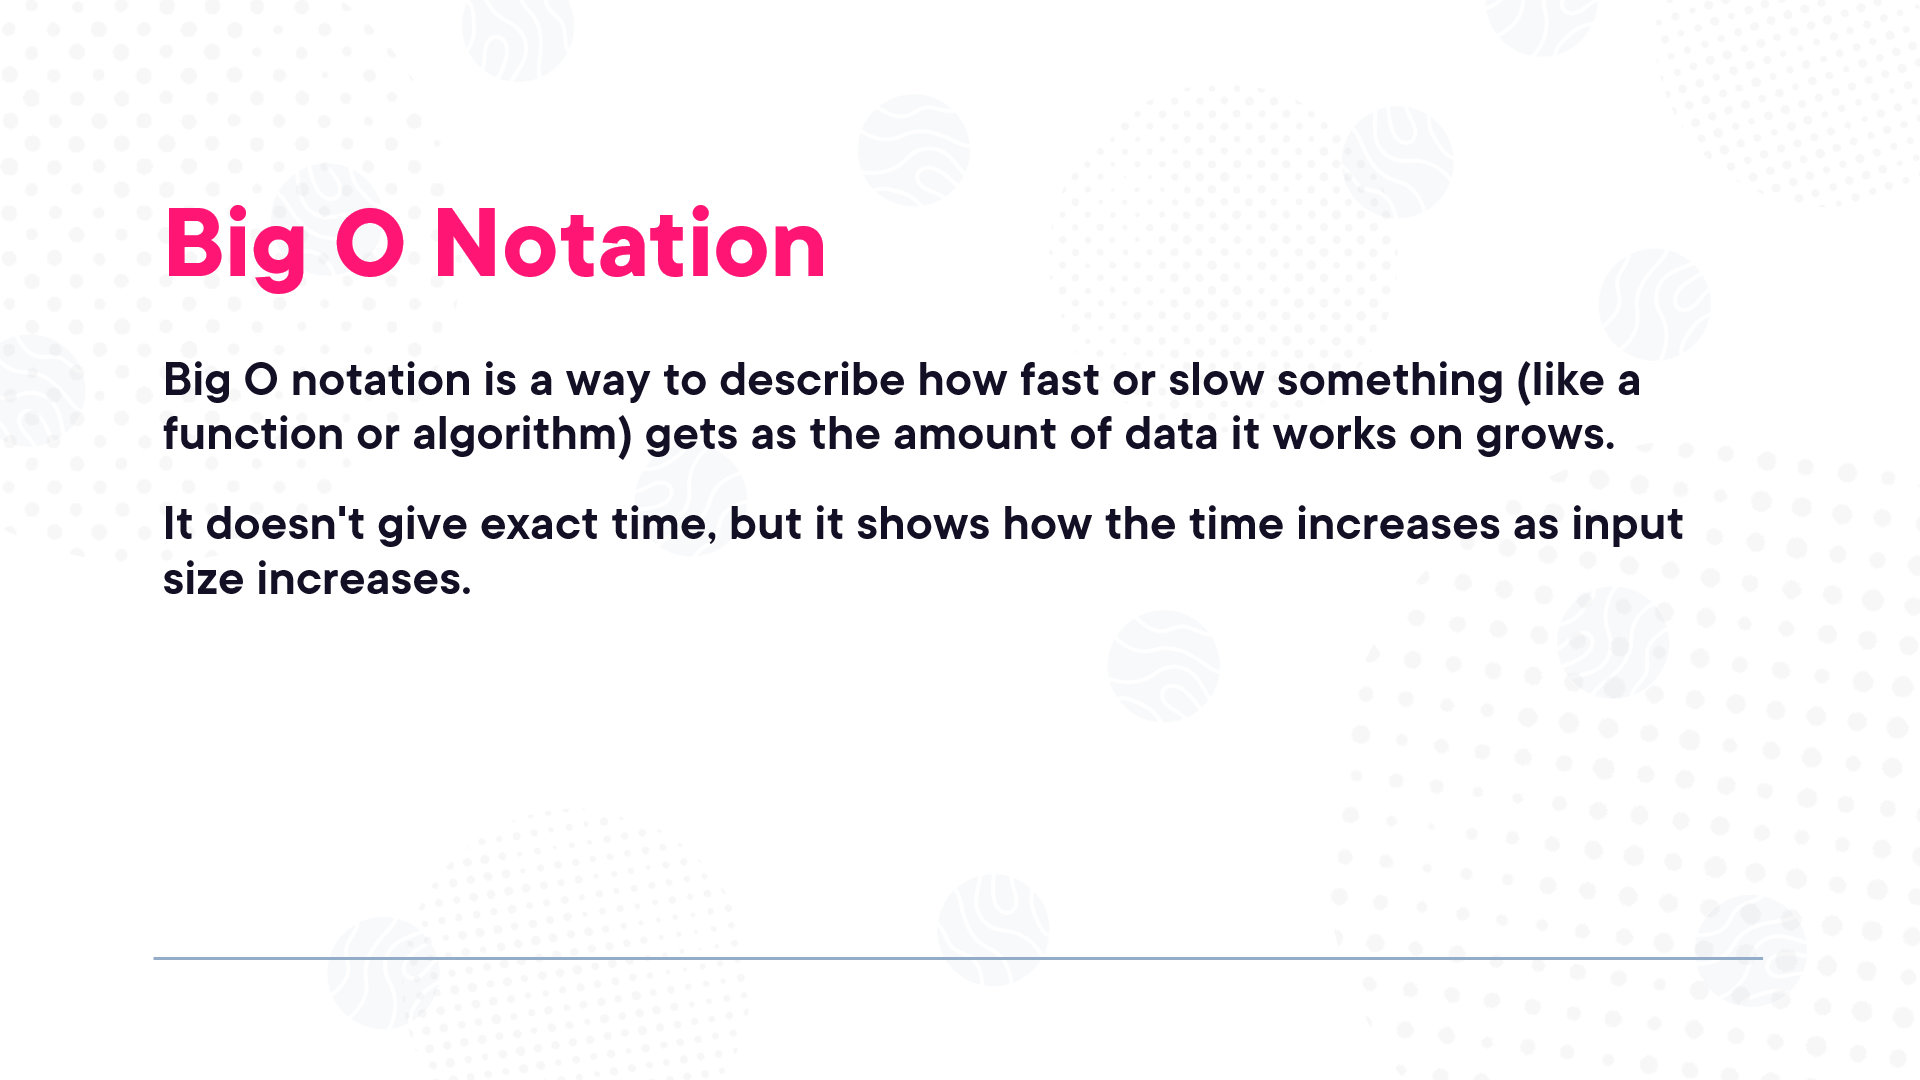 Big O Notation
Big O notation is a way to describe how fast or slow something (like a
function or algorithm) gets as the amount of data it works on grows.
It doesn't give exact time, but it shows how the time increases as input
size increases.